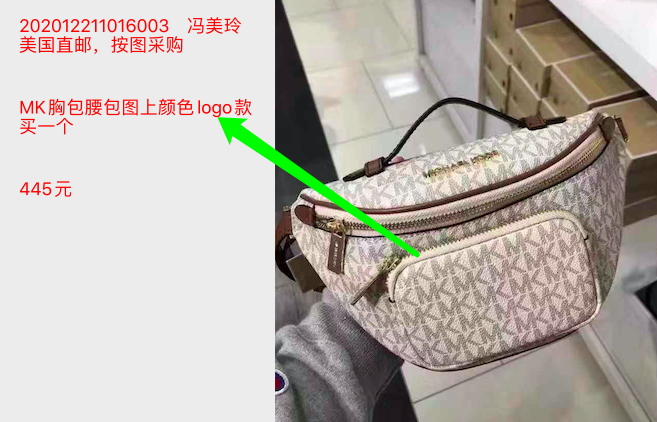 202012211016003 冯美玲
美国直邮，按图采购
MK胸包腰包图上颜色logo款
买一个
445元
MICHAEL KORS